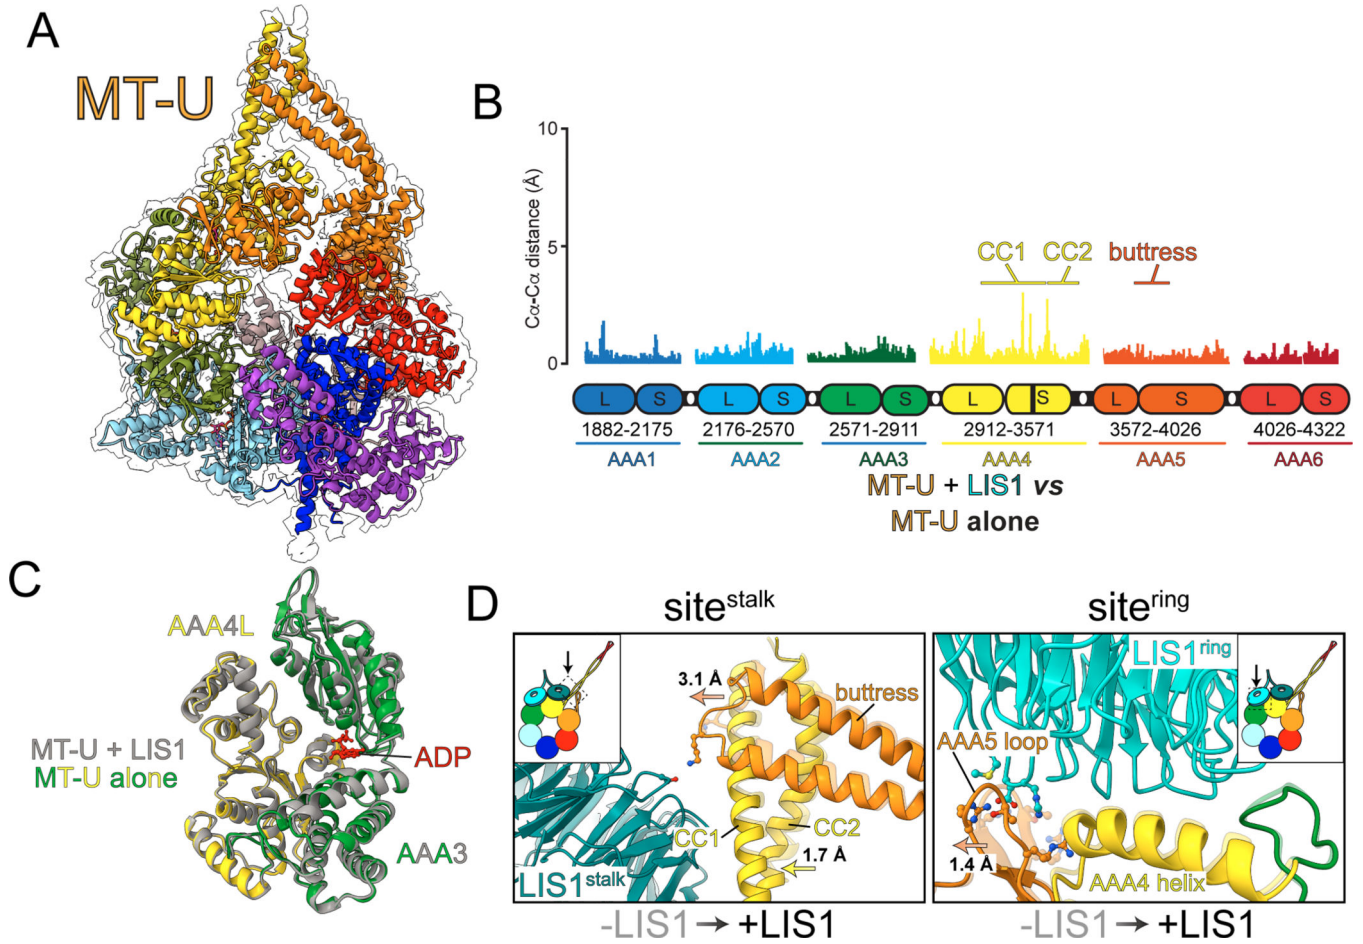 A
MT-U
B
10
5
0
Cα-Cα distance (Å)
CC1
CC2
buttress
L
S
L
S
L
S
L
S
L
S
L
S
1882-2175
2176-2570
2571-2911
2912-3571
3572-4026
4026-4322
AAA1
AAA2
AAA3
AAA4
AAA5
AAA6
MT-U + LIS1 vs
MT-U alone
C
AAA4L
MT-U + LIS1
MT-U alone
ADP
AAA3
D
site^stalk
3.1 Å
buttress
CC1
CC2
1.7 Å
LIS1^stalk
-LIS1 → +LIS1
site^ring
LIS1^ring
AAA5 loop
1.4 Å
AAA4 helix
-LIS1 → +LIS1